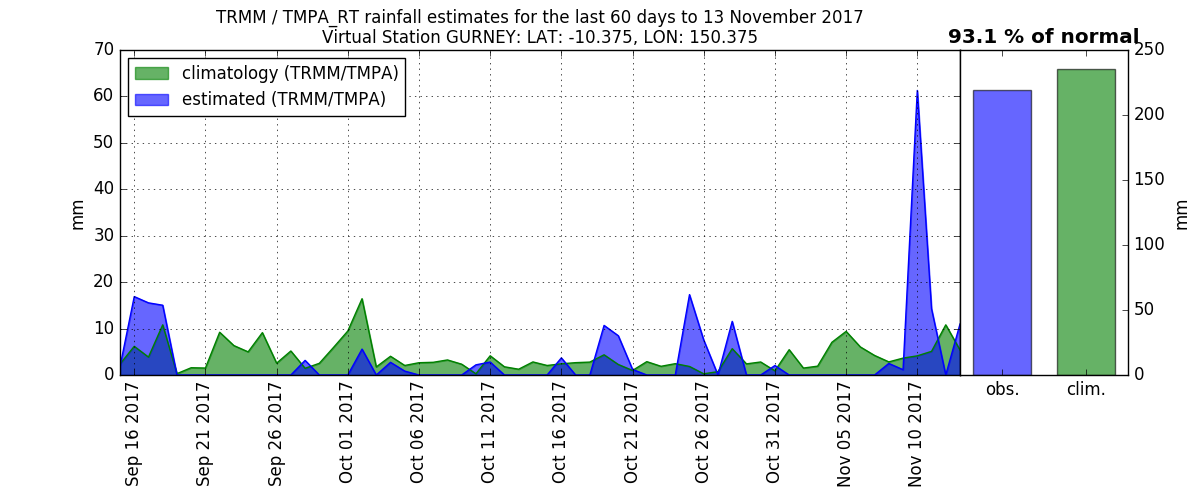 TRMM / TMPA_RT rainfall estimates for the last 60 days to 13 November 2017
Virtual Station GURNEY: LAT: -10.375, LON: 150.375
93.1 % of normal
climatology (TRMM/TMPA)
estimated (TRMM/TMPA)
70
60
50
40
30
20
10
0
mm
Sep 16 2017
Sep 21 2017
Sep 26 2017
Oct 01 2017
Oct 06 2017
Oct 11 2017
Oct 16 2017
Oct 21 2017
Oct 26 2017
Oct 31 2017
Nov 05 2017
Nov 10 2017
250
200
150
100
50
0
mm
obs.
clim.